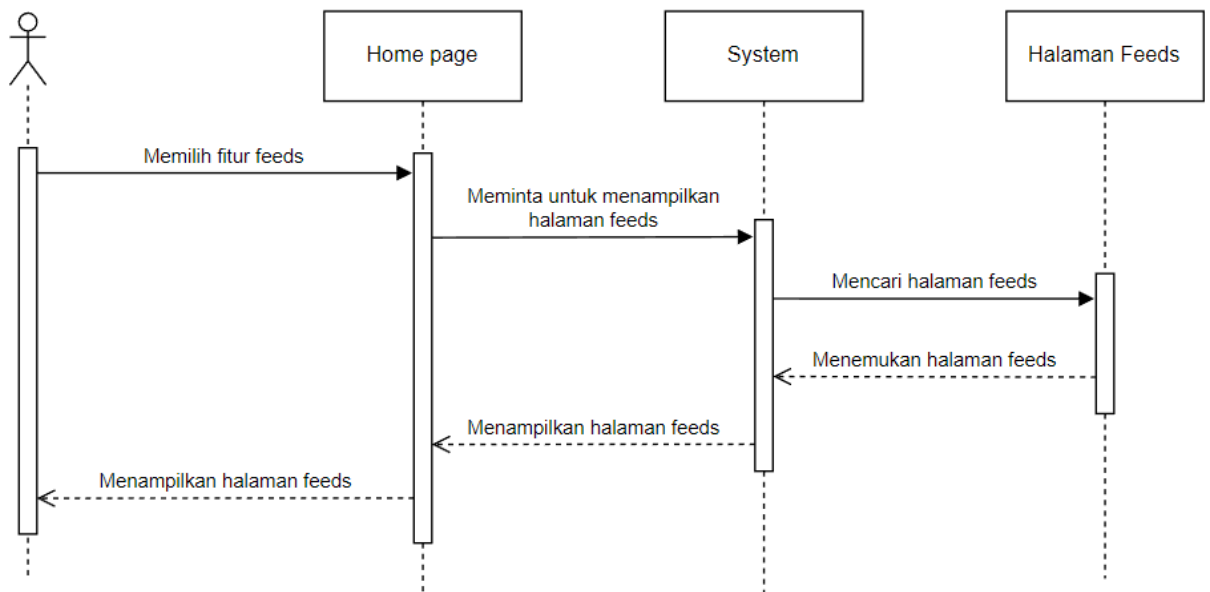 Home page
System
Halaman Feeds
Memilih fitur feeds
Meminta untuk menampilkan
halaman feeds
Mencari halaman feeds
Menemukan halaman feeds
Menampilkan halaman feeds
Menampilkan halaman feeds